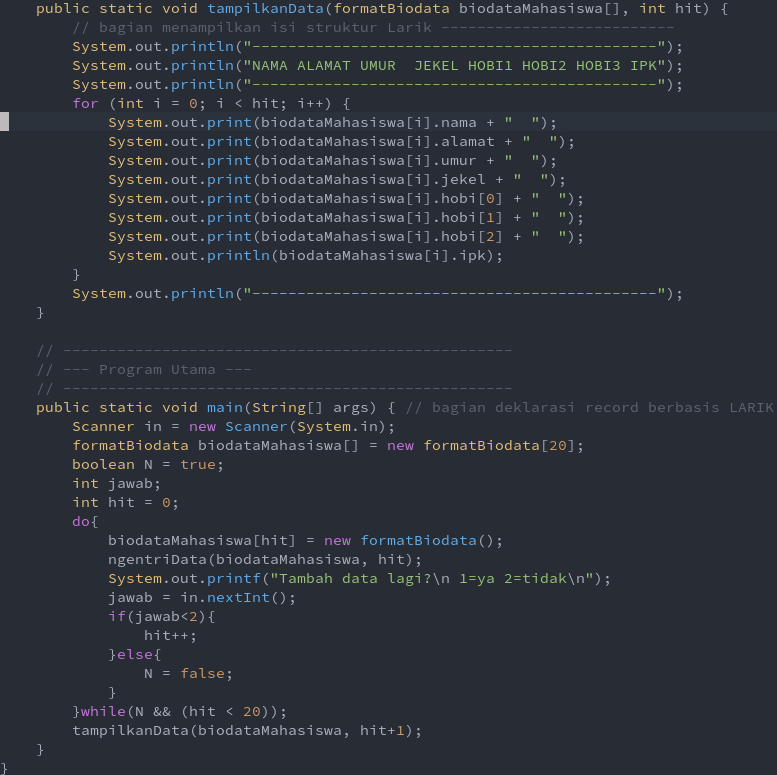 public static void tampilkanData(formatBiodata biodataMahasiswa[], int hit) {
        // bagian menampilkan isi struktur Larik --------------------------
        System.out.println("---------------------------------------------");
        System.out.println("NAMA ALAMAT UMUR  JEKEL HOBI1 HOBI2 HOBI3 IPK");
        System.out.println("---------------------------------------------");
        for (int i = 0; i < hit; i++) {
            System.out.print(biodataMahasiswa[i].nama + "  ");
            System.out.print(biodataMahasiswa[i].alamat + "  ");
            System.out.print(biodataMahasiswa[i].umur + "  ");
            System.out.print(biodataMahasiswa[i].jekel + "  ");
            System.out.print(biodataMahasiswa[i].hobi[0] + "  ");
            System.out.print(biodataMahasiswa[i].hobi[1] + "  ");
            System.out.print(biodataMahasiswa[i].hobi[2] + "  ");
            System.out.println(biodataMahasiswa[i].ipk);
        }
        System.out.println("---------------------------------------------");
    }

    // --------------------------------------------------
    // --- Program Utama ---
    // --------------------------------------------------
    public static void main(String[] args) { // bagian deklarasi record berbasis LARIK
        Scanner in = new Scanner(System.in);
        formatBiodata biodataMahasiswa[] = new formatBiodata[20];
        boolean N = true;
        int jawab;
        int hit = 0;
        do{
            biodataMahasiswa[hit] = new formatBiodata();
            ngentriData(biodataMahasiswa, hit);
            System.out.printf("Tambah data lagi?\n 1=ya 2=tidak\n");
            jawab = in.nextInt();
            if(jawab<2){
                hit++;
            }else{
                N = false;
            }
        }while(N && (hit < 20));
        tampilkanData(biodataMahasiswa, hit+1);
    }
}